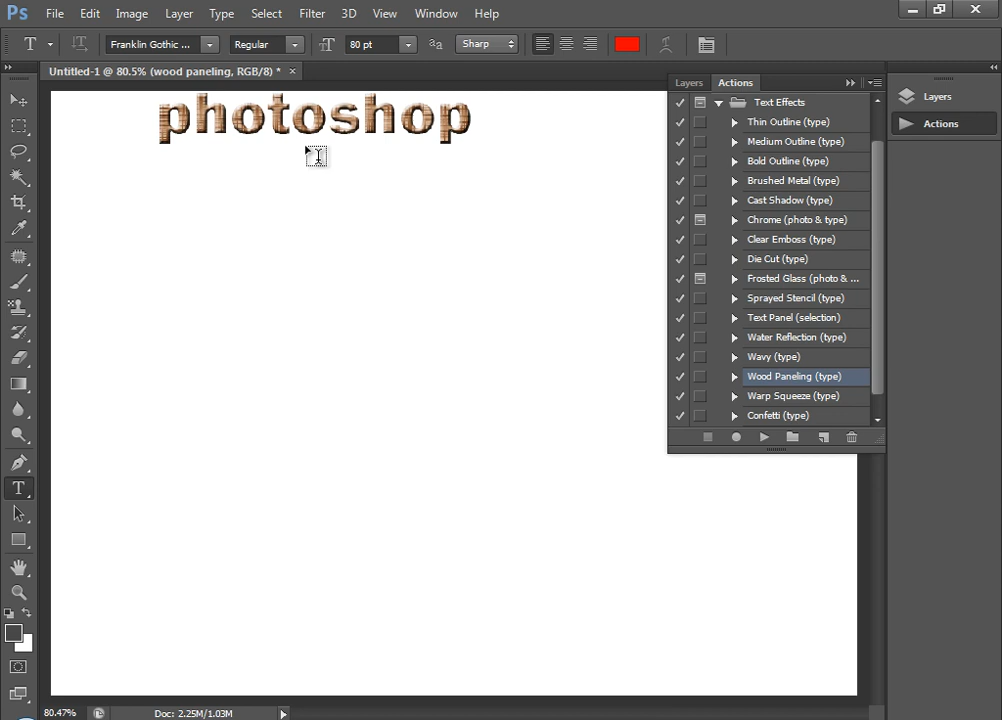 Ps File Edit Image Layer Type Select Filter 3D View Window Help
T T Franklin Gothic ... Regular T 80 pt aa Sharp
Untitled-1 @ 80.5% (wood paneling, RGB/8) * ×
Layers Actions
photoshop
Text Effects
Thin Outline (type)
Medium Outline (type)
Bold Outline (type)
Brushed Metal (type)
Cast Shadow (type)
Chrome (photo & type)
Clear Emboss (type)
Die Cut (type)
Frosted Glass (photo & ...
Sprayed Stencil (type)
Text Panel (selection)
Water Reflection (type)
Wavy (type)
Wood Paneling (type)
Warp Squeeze (type)
Confetti (type)
Layers
Actions
T
80.47% Doc: 2.25M/1.03M